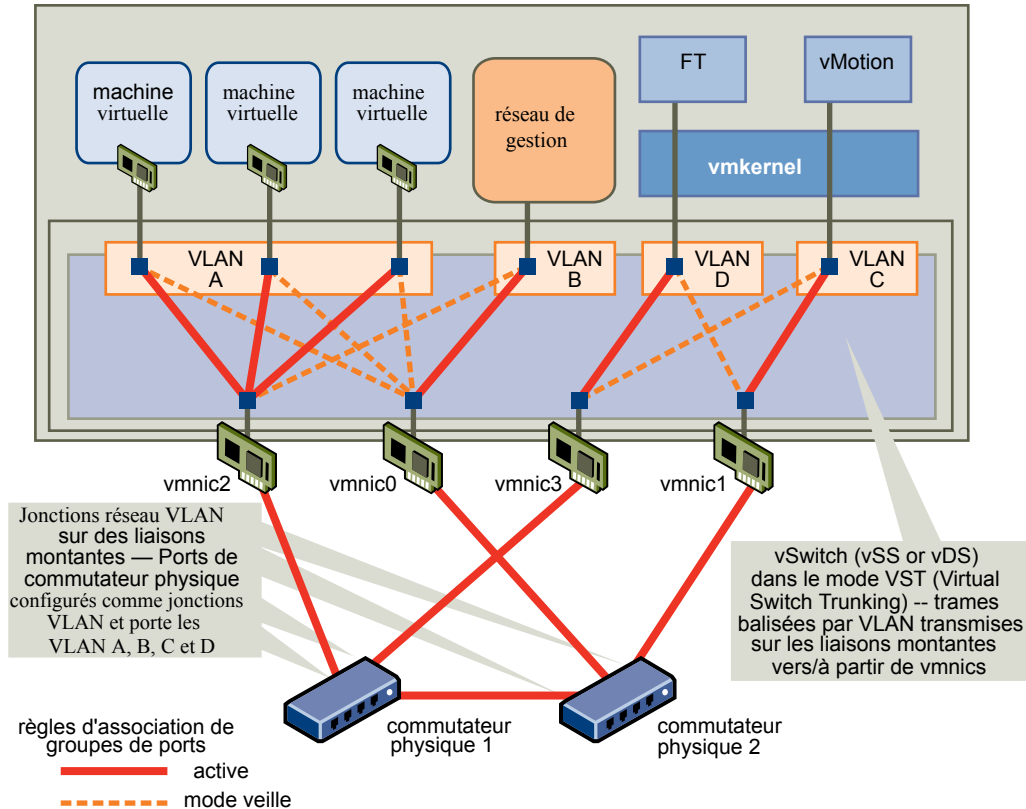 machine
virtuelle
machine
virtuelle
machine
virtuelle
réseau de
gestion
FT
vMotion
vmkernel
VLAN
A
VLAN
B
VLAN
D
VLAN
C
vmnic2
vmnic0
vmnic3
vmnic1
Jonctions réseau VLAN
sur des liaisons
montantes — Ports de
commutateur physique
configurés comme jonctions
VLAN et porte les
VLAN A, B, C et D
vSwitch (vSS or vDS)
dans le mode VST (Virtual
Switch Trunking) -- trames
balisées par VLAN transmises
sur les liaisons montantes
vers/à partir de vmnics
commutateur
physique 1
commutateur
physique 2
règles d'association de
groupes de ports
active
mode veille